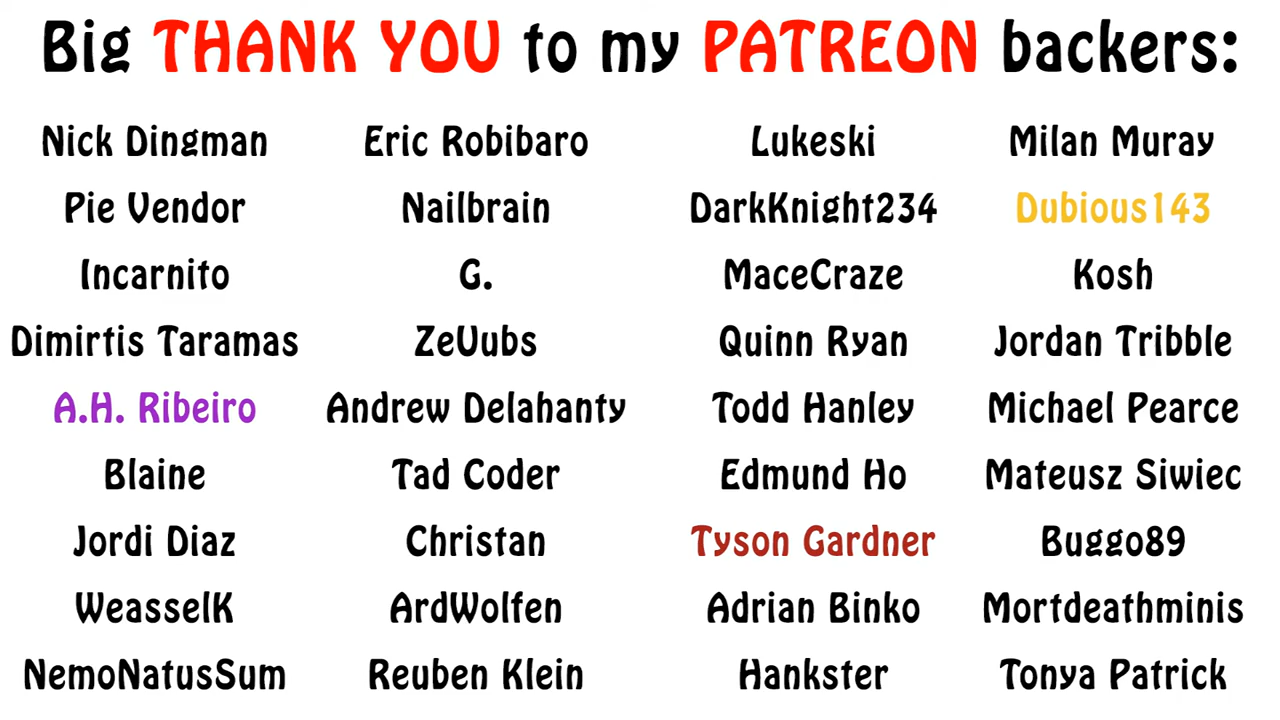 Big THANK YOU to my PATREON backers:
Nick Dingman Eric Robibaro Lukeski Milan Muray
Pie Vendor Nailbrain DarkKnight234 Dubious143
Incarnito G. MaceCraze Kosh
Dimirtis Taramas ZeUubs Quinn Ryan Jordan Tribble
A.H. Ribeiro Andrew Delahanty Todd Hanley Michael Pearce
Blaine Tad Coder Edmund Ho Mateusz Siwiec
Jordi Diaz Christan Tyson Gardner Buggo89
WeasselK ArdWolfen Adrian Binko Mortdeathminis
NemoNatusSum Reuben Klein Hankster Tonya Patrick